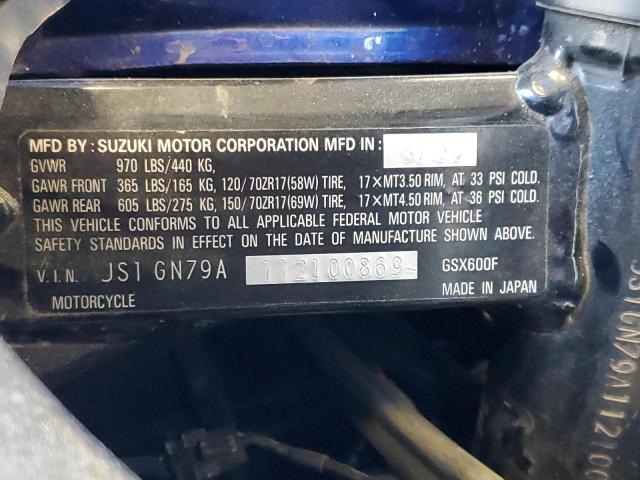 MFD BY : SUZUKI MOTOR CORPORATION MFD IN :
GVWR 970 LBS/440 KG,
GAWR FRONT 365 LBS/165 KG, 120/70ZR17(58W) TIRE, 17×MT3.50 RIM, AT 33 PSI COLD.
GAWR REAR 605 LBS/275 KG, 150/70ZR17(69W) TIRE, 17×MT4.50 RIM, AT 36 PSI COLD.
THIS VEHICLE CONFORMS TO ALL APPLICABLE FEDERAL MOTOR VEHICLE
SAFETY STANDARDS IN EFFECT ON THE DATE OF MANUFACTURE SHOWN ABOVE.
V.I.N. JS1 GN79A 112100869 GSX600F
MOTORCYCLE MADE IN JAPAN
JS1GN79A112100